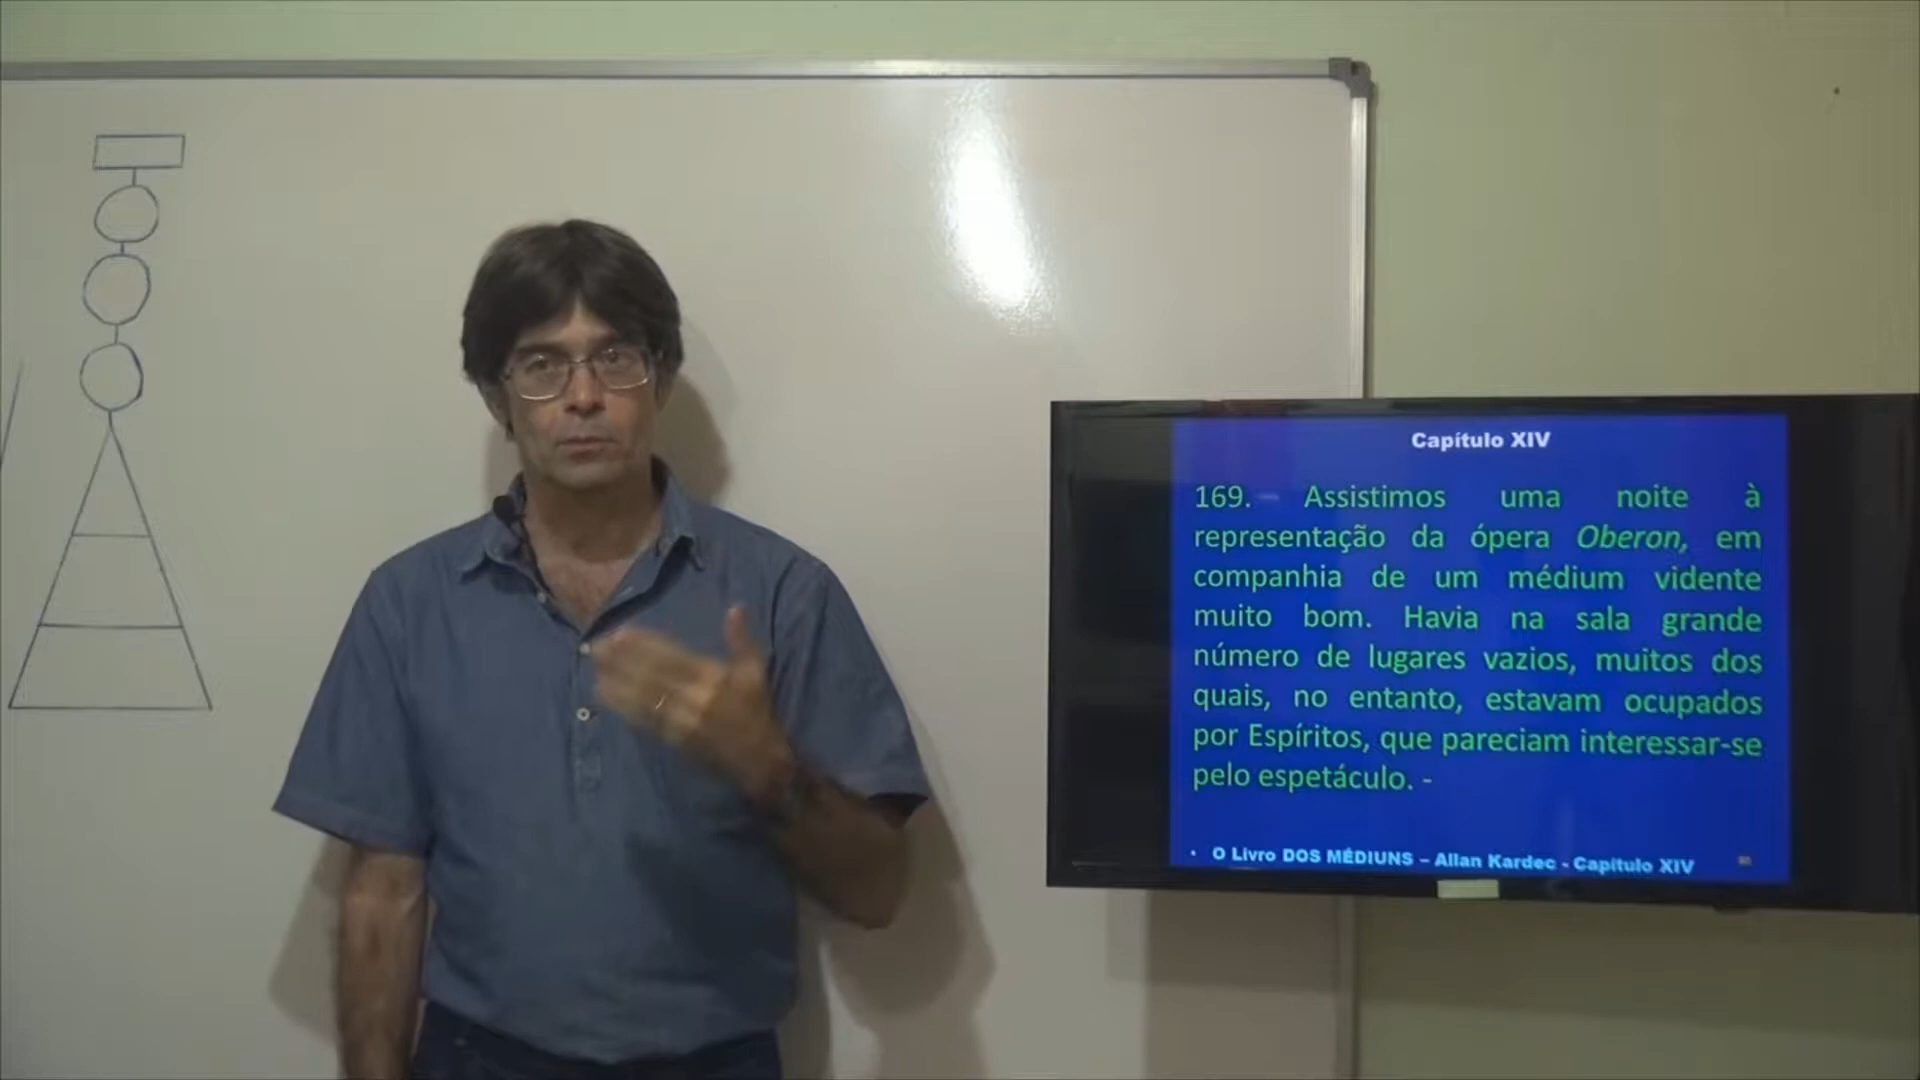 Capítulo XIV
169. – Assistimos uma noite à
representação da ópera Oberon, em
companhia de um médium vidente
muito bom. Havia na sala grande
número de lugares vazios, muitos dos
quais, no entanto, estavam ocupados
por Espíritos, que pareciam interessar-se
pelo espetáculo. -
• O Livro DOS MÉDIUNS – Allan Kardec - Capítulo XIV